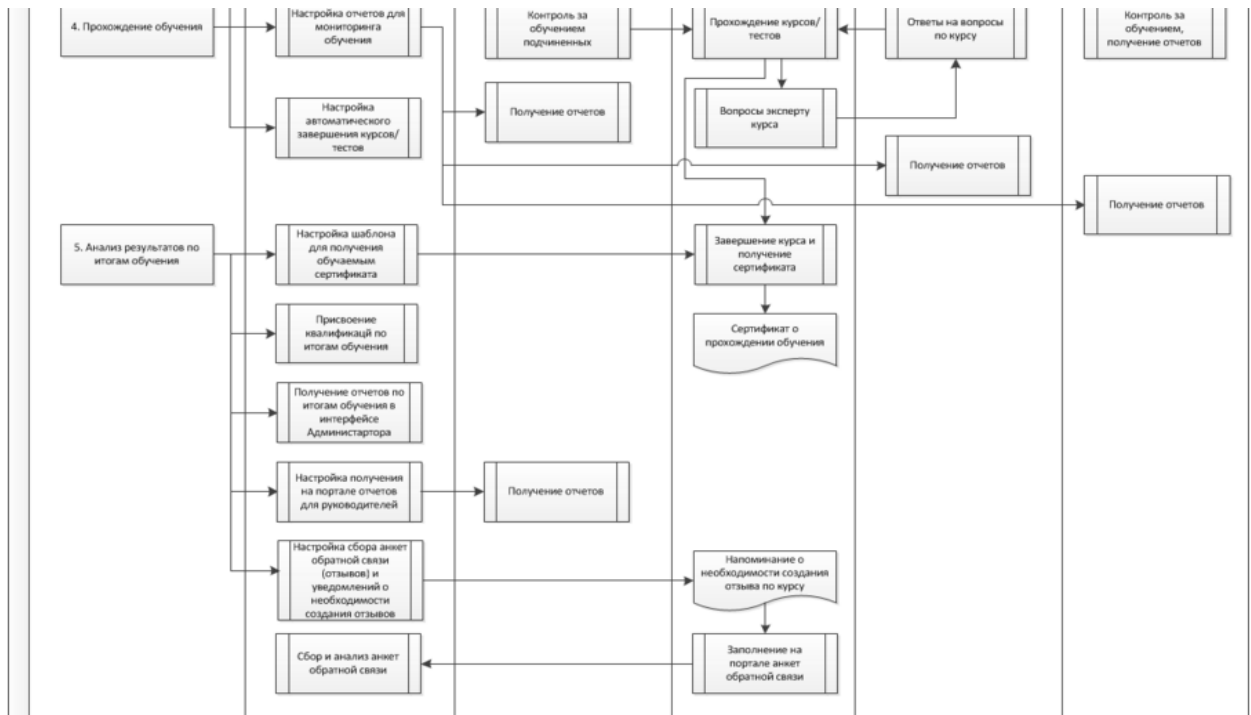 4. Прохождение обучения
Настройка отчетов для
мониторинга
обучения
Контроль за
обучением
подчиненных
Прохождение курсов/
тестов
Ответы на вопросы
по курсу
Контроль за
обучением,
получение отчетов
Настройка
автоматического
завершения курсов/
тестов
Получение отчетов
Вопросы эксперту
курса
Получение отчетов
Получение отчетов
5. Анализ результатов по
итогам обучения
Настройка шаблона
для получения
обучаемым
сертификата
Завершение курса и
получение
сертификата
Присвоение
квалификацй по
итогам обучения
Сертификат о
прохождении обучения
Получение отчетов по
итогам обучения в
интерфейсе
Администартора
Настройка получения
на портале отчетов
для руководителей
Получение отчетов
Настройка сбора анкет
обратной связи
(отзывов) и
уведомлений о
необходимости
создания отзывов
Напоминание о
необходимости создания
отзыва по курсу
Сбор и анализ анкет
обратной связи
Заполнение на
портале анкет
обратной связи